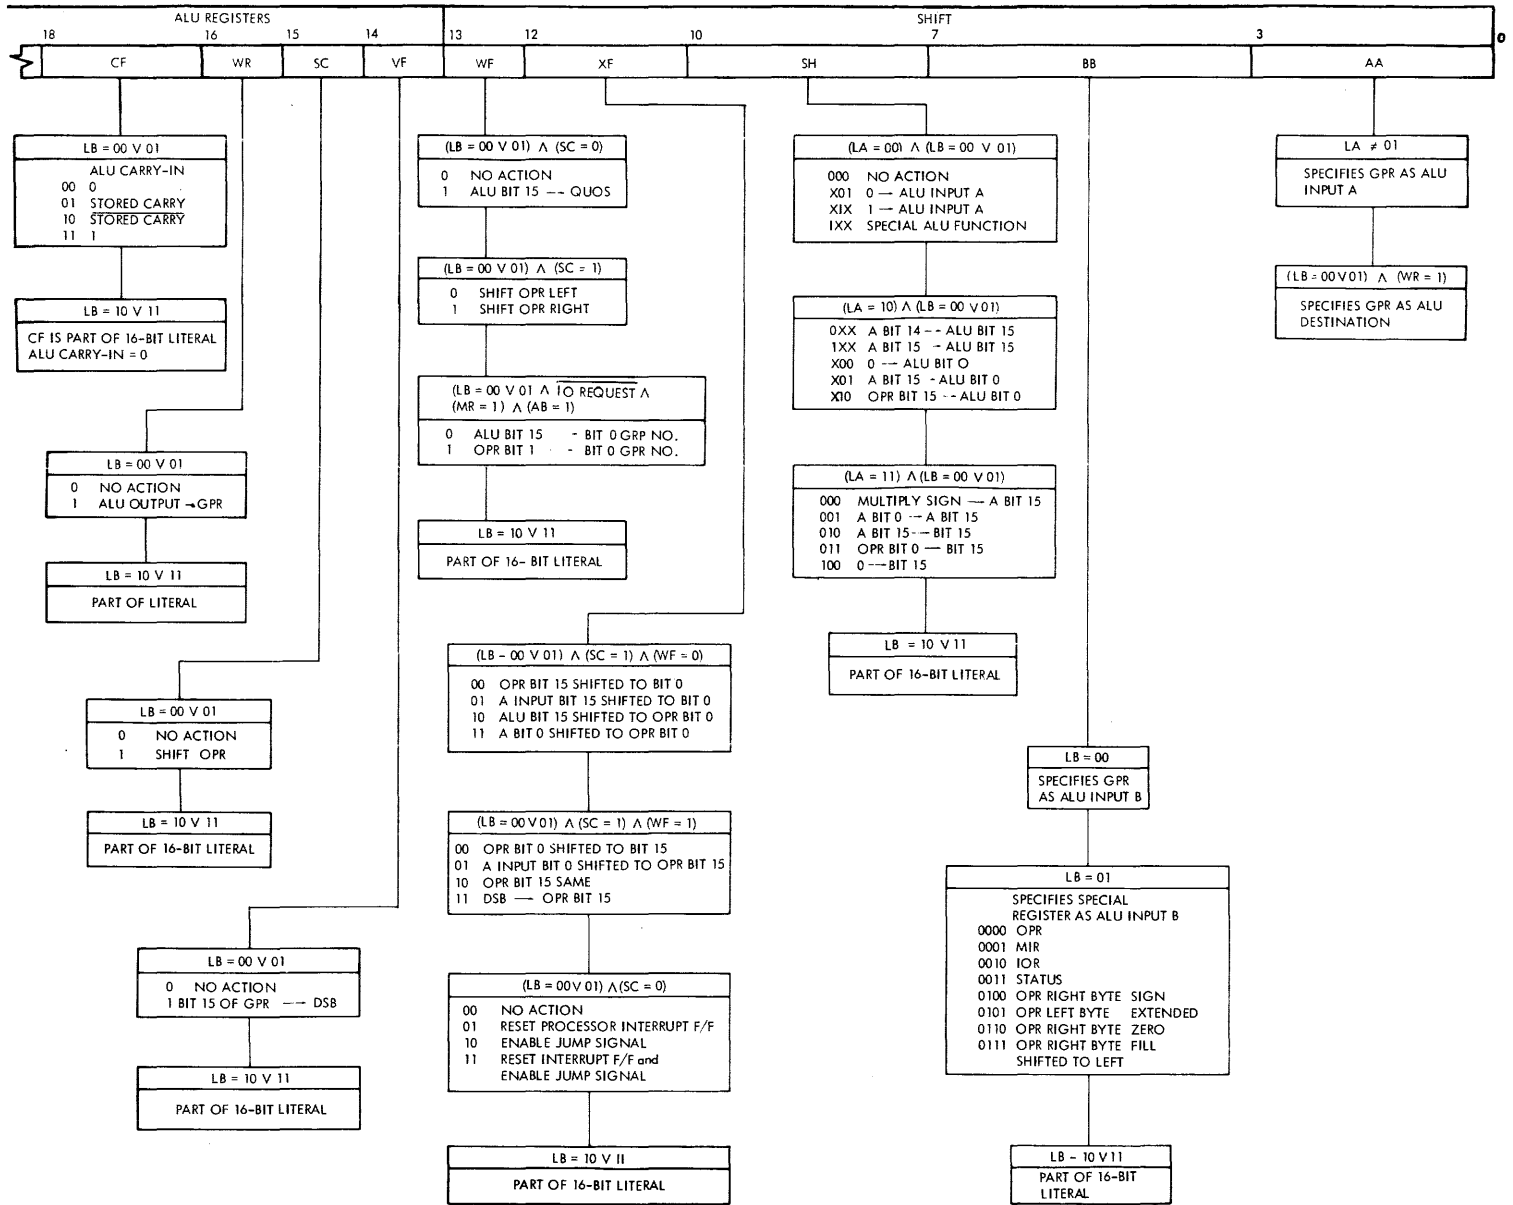 ALU REGISTERS
SHIFT
18 16 15 14 13 12 10 7 3 0
CF WR SC VF WF XF SH BB AA
LB = 00 V 01
ALU CARRY-IN
00 0
01 STORED CARRY
10 STORED CARRY
11 1
LB = 10 V 11
CF IS PART OF 16-BIT LITERAL
ALU CARRY-IN = 0
LB = 00 V 01
0 NO ACTION
1 ALU OUTPUT → GPR
LB = 10 V 11
PART OF LITERAL
LB = 00 V 01
0 NO ACTION
1 SHIFT OPR
LB = 10 V 11
PART OF 16-BIT LITERAL
LB = 00 V 01
0 NO ACTION
1 BIT 15 OF GPR —— DSB
LB = 10 V 11
PART OF 16-BIT LITERAL
(LB = 00 V 01) Λ (SC = 0)
0 NO ACTION
1 ALU BIT 15 -- QUOS
(LB = 00 V 01) Λ (SC = 1)
0 SHIFT OPR LEFT
1 SHIFT OPR RIGHT
(LB = 00 V 01 Λ IO REQUEST Λ
(MR = 1) Λ (AB = 1)
0 ALU BIT 15 - BIT 0 GRP NO.
1 OPR BIT 1 - BIT 0 GPR NO.
LB = 10 V 11
PART OF 16- BIT LITERAL
(LB - 00 V 01) Λ (SC = 1) Λ (WF = 0)
00 OPR BIT 15 SHIFTED TO BIT 0
01 A INPUT BIT 15 SHIFTED TO BIT 0
10 ALU BIT 15 SHIFTED TO OPR BIT 0
11 A BIT 0 SHIFTED TO OPR BIT 0
(LB = 00 V 01) Λ (SC = 1) Λ (WF = 1)
00 OPR BIT 0 SHIFTED TO BIT 15
01 A INPUT BIT 0 SHIFTED TO OPR BIT 15
10 OPR BIT 15 SAME
11 DSB — OPR BIT 15
(LB = 00 V 01) Λ (SC = 0)
00 NO ACTION
01 RESET PROCESSOR INTERRUPT F/F
10 ENABLE JUMP SIGNAL
11 RESET INTERRUPT F/F and
ENABLE JUMP SIGNAL
LB = 10 V II
PART OF 16-BIT LITERAL
(LA = 00) Λ (LB = 00 V 01)
000 NO ACTION
X01 0 — ALU INPUT A
XIX 1 — ALU INPUT A
IXX SPECIAL ALU FUNCTION
(LA = 10) Λ (LB = 00 V 01)
0XX A BIT 14 -- ALU BIT 15
1XX A BIT 15 - ALU BIT 15
X00 0 — ALU BIT 0
X01 A BIT 15 - ALU BIT 0
X10 OPR BIT 15 -- ALU BIT 0
(LA = 11) Λ (LB = 00 V 01)
000 MULTIPLY SIGN — A BIT 15
001 A BIT 0 -- A BIT 15
010 A BIT 15 -- BIT 15
011 OPR BIT 0 — BIT 15
100 0 -- BIT 15
LB = 10 V 11
PART OF 16-BIT LITERAL
LB = 00
SPECIFIES GPR
AS ALU INPUT B
LB = 01
SPECIFIES SPECIAL
REGISTER AS ALU INPUT B
0000 OPR
0001 MIR
0010 IOR
0011 STATUS
0100 OPR RIGHT BYTE SIGN
0101 OPR LEFT BYTE EXTENDED
0110 OPR RIGHT BYTE ZERO
0111 OPR RIGHT BYTE FILL
SHIFTED TO LEFT
LB - 10 V 11
PART OF 16-BIT
LITERAL
LA ≠ 01
SPECIFIES GPR AS ALU
INPUT A
(LB = 00 V 01) Λ (WR = 1)
SPECIFIES GPR AS ALU
DESTINATION